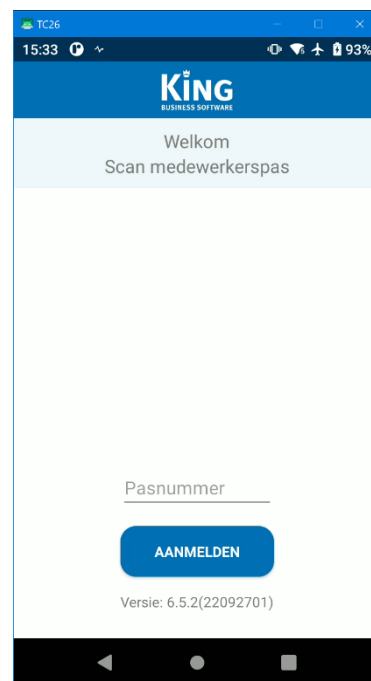 TC26
15:33 93%
KING
BUSINESS SOFTWARE
Welkom
Scan medewerkerspas
Pasnummer
AANMELDEN
Versie: 6.5.2(22092701)